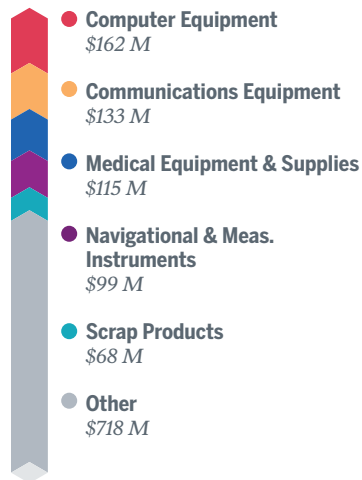 Computer Equipment
$162 M
Communications Equipment
$133 M
Medical Equipment & Supplies
$115 M
Navigational & Meas.
Instruments
$99 M
Scrap Products
$68 M
Other
$718 M